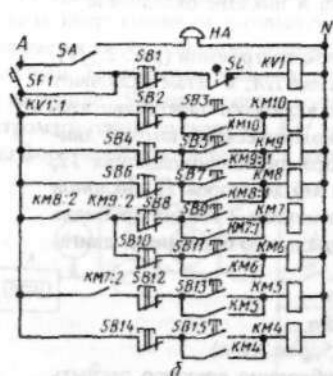 A SA HA N
SF1 SB1 SL KV1
KV1:1 SB2 SB3 KM10
KM10
SB4 SB5 KM9
KM9:1
SB6 SB7 KM8
KM8:1
KM8:2 KM9:2 SB8 SB9 KM7
KM7:1
SB10 SB11 KM6
KM6
KM7:2 SB12 SB13 KM5
KM5
SB14 SB15 KM4
KM4
б